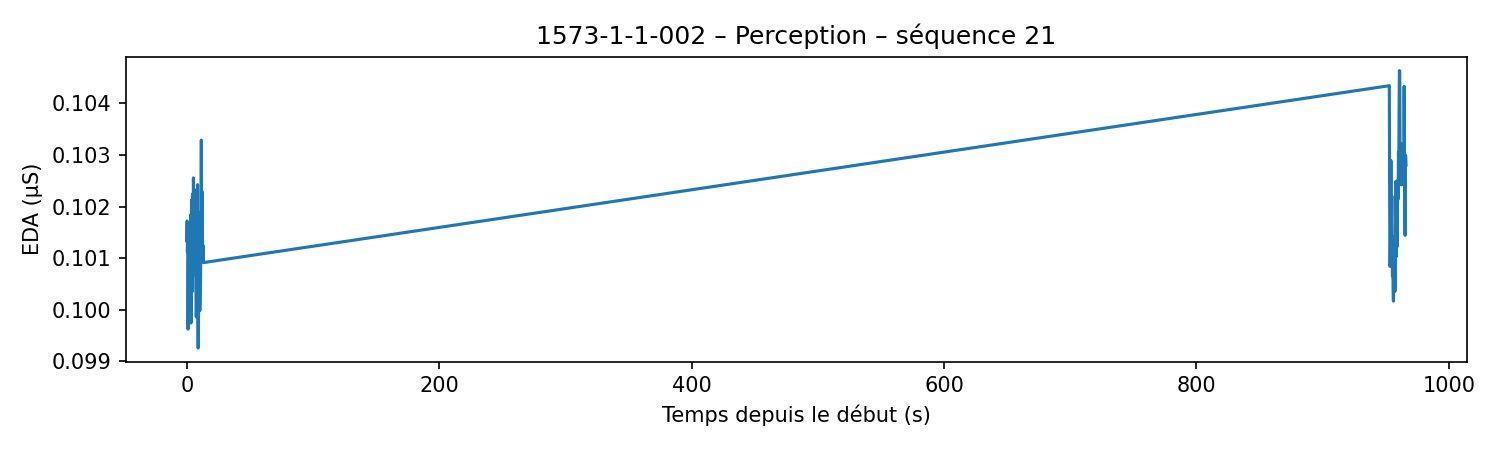 1573-1-1-002 – Perception – séquence 21
EDA (µS)
0.104
0.103
0.102
0.101
0.100
0.099
0 200 400 600 800 1000
Temps depuis le début (s)